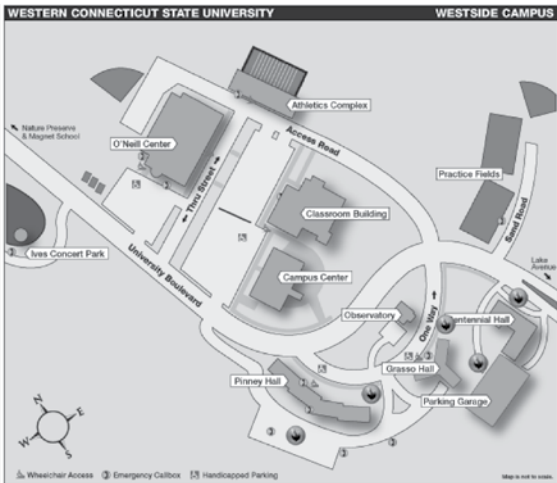 WESTERN CONNECTICUT STATE UNIVERSITY
WESTSIDE CAMPUS
Athletics Complex
Nature Preserve
& Magnet School
O'Neill Center
Access Road
Practice Fields
Thru Street
Classroom Building
Sand Road
Ives Concert Park
Lake
Avenue
Campus Center
University Boulevard
Observatory
One Way
entennial Hall
Grasso Hall
Pinney Hall
Parking Garage
N
E
W
S
Wheelchair Access
Emergency Callbox
Handicapped Parking
Map is not to scale.